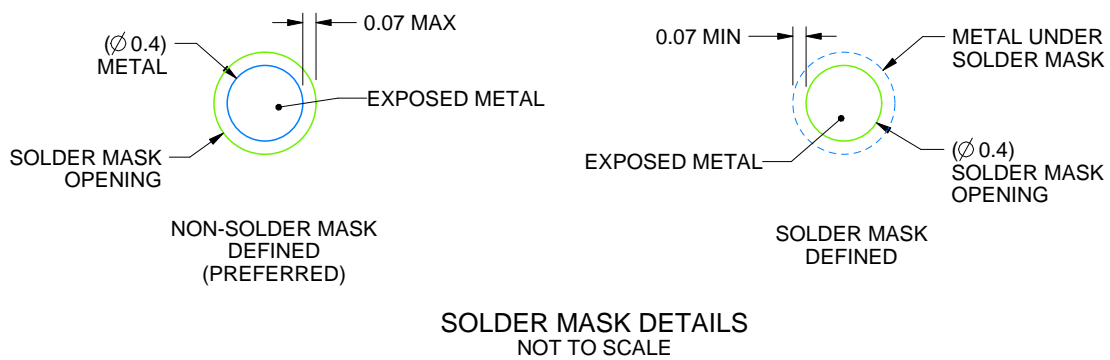 (Ø 0.4)
METAL
0.07 MAX
EXPOSED METAL
SOLDER MASK
OPENING
NON-SOLDER MASK
DEFINED
(PREFERRED)
0.07 MIN
METAL UNDER
SOLDER MASK
EXPOSED METAL
(Ø 0.4)
SOLDER MASK
OPENING
SOLDER MASK
DEFINED
SOLDER MASK DETAILS
NOT TO SCALE